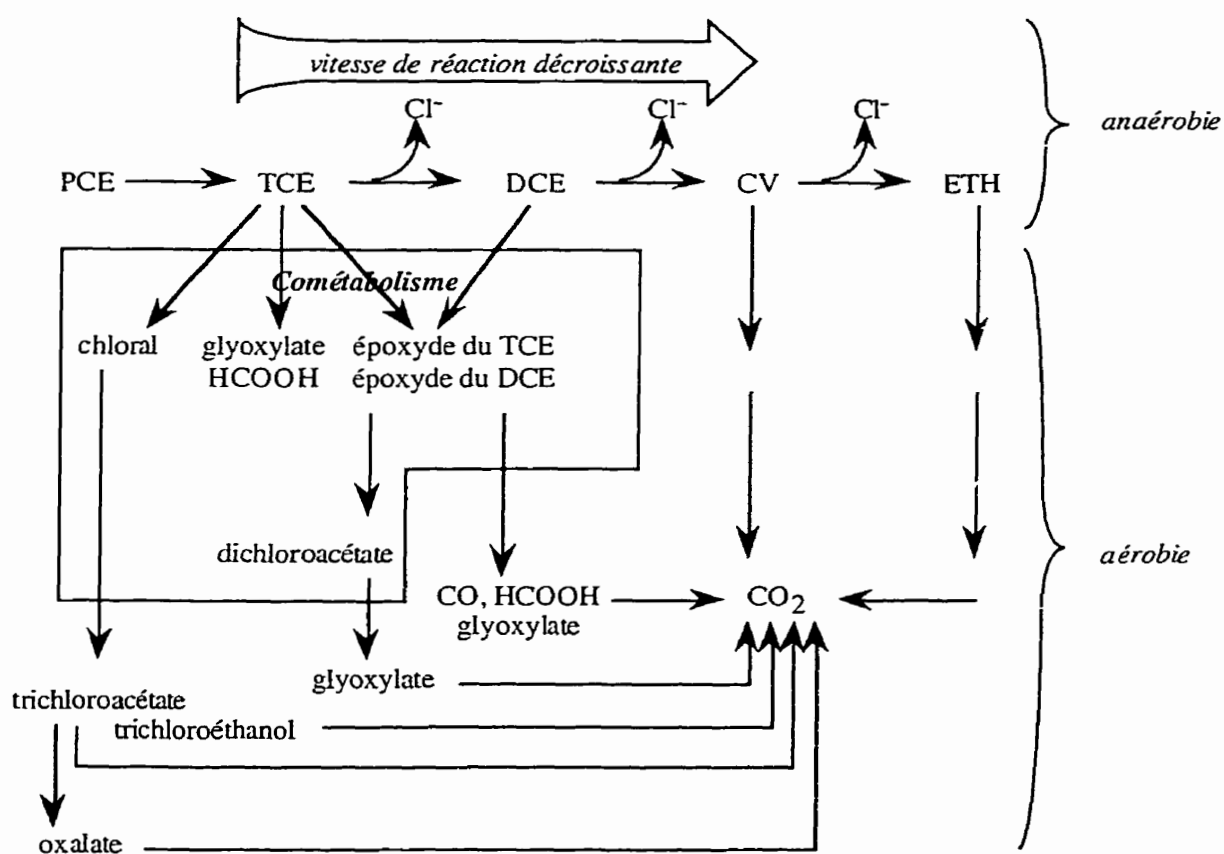 vitesse de réaction décroissante
Cl⁻ Cl⁻ Cl⁻
anaérobie
PCE TCE DCE CV ETH
Cométabolisme
chloral glyoxylate époxyde du TCE
HCOOH époxyde du DCE
dichloroacétate
aérobie
CO, HCOOH CO₂
glyoxylate
glyoxylate
trichloroacétate
trichloroéthanol
oxalate